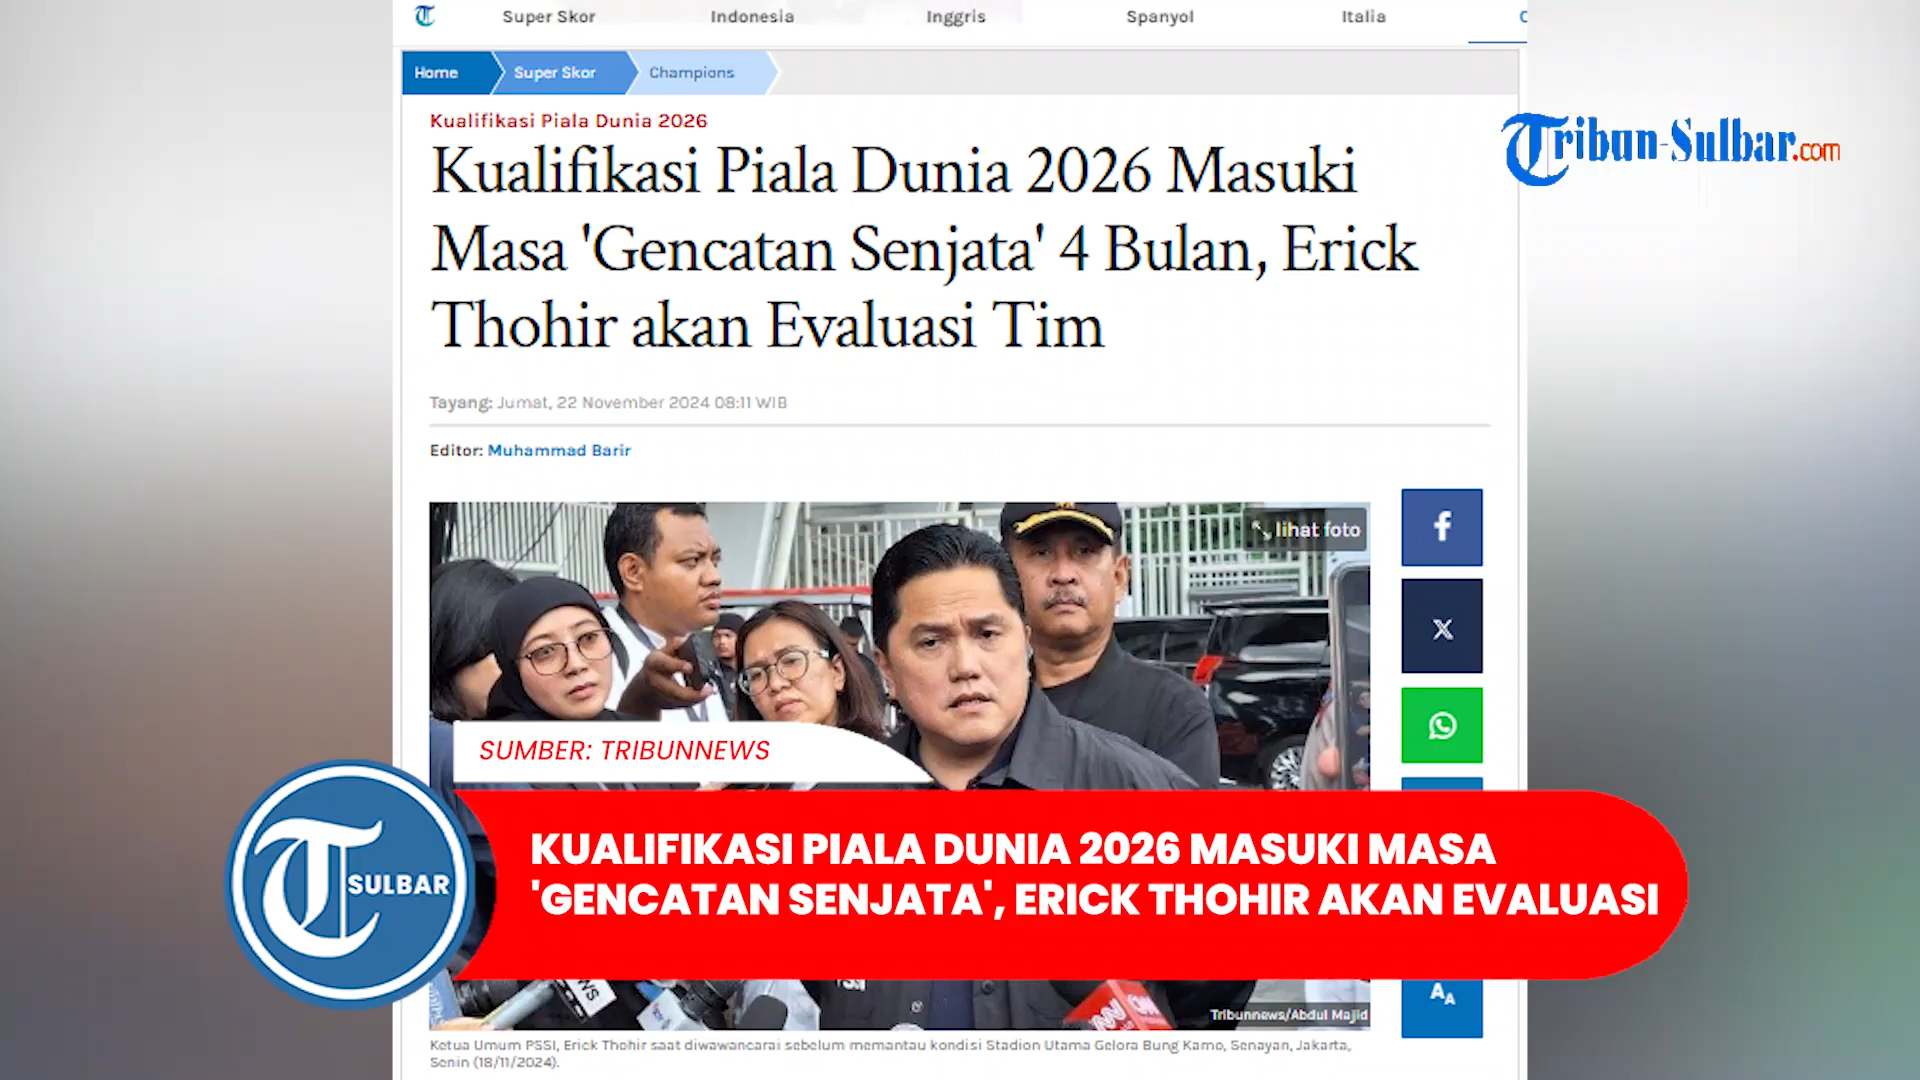 Super Skor
Indonesia
Inggris
Spanyol
Italia
Home
Super Skor
Champions
Kualifikasi Piala Dunia 2026
Kualifikasi Piala Dunia 2026 Masuki
Masa 'Gencatan Senjata' 4 Bulan, Erick
Thohir akan Evaluasi Tim
Tribun-Sulbar.com
Tayang: Jumat, 22 November 2024 08:11 WIB
Editor: Muhammad Barir
lihat foto
SUMBER: TRIBUNNEWS
SULBAR
KUALIFIKASI PIALA DUNIA 2026 MASUKI MASA
'GENCATAN SENJATA', ERICK THOHIR AKAN EVALUASI
CNN
Tribunnews/Abdul Majid
AA
Ketua Umum PSSI, Erick Thohir saat diwawancarai sebelum memantau kondisi Stadion Utama Gelora Bung Karno, Senayan, Jakarta,
Senin (18/11/2024).